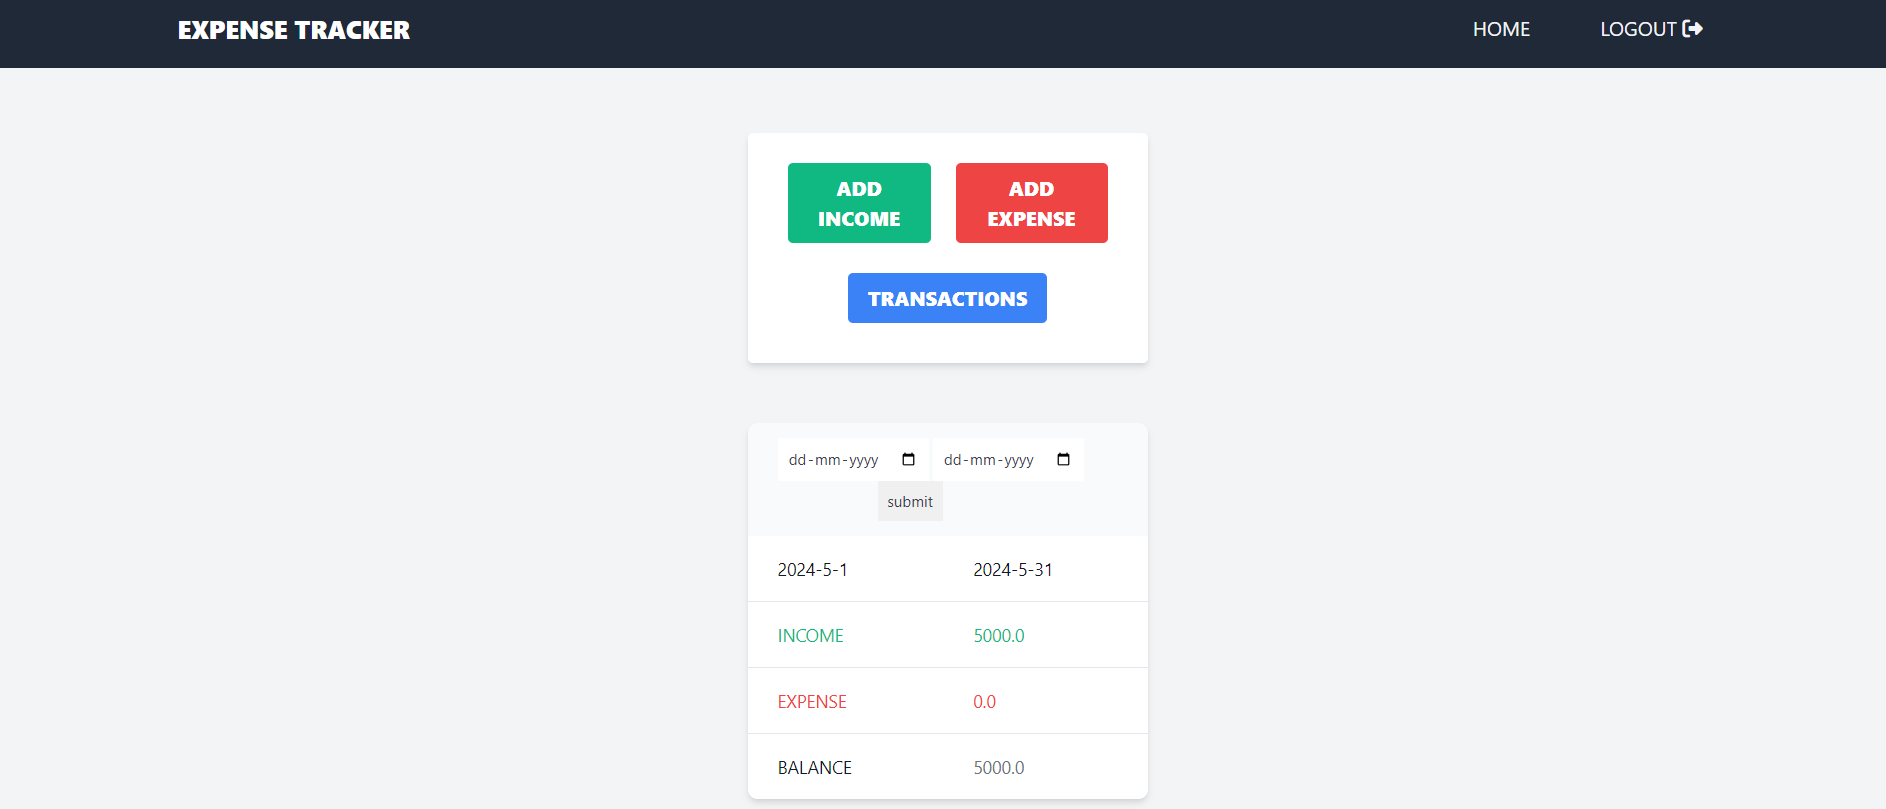 EXPENSE TRACKER HOME LOGOUT
ADD INCOME
ADD EXPENSE
TRANSACTIONS
dd-mm-yyyy dd-mm-yyyy
submit
2024-5-1 2024-5-31
INCOME 5000.0
EXPENSE 0.0
BALANCE 5000.0